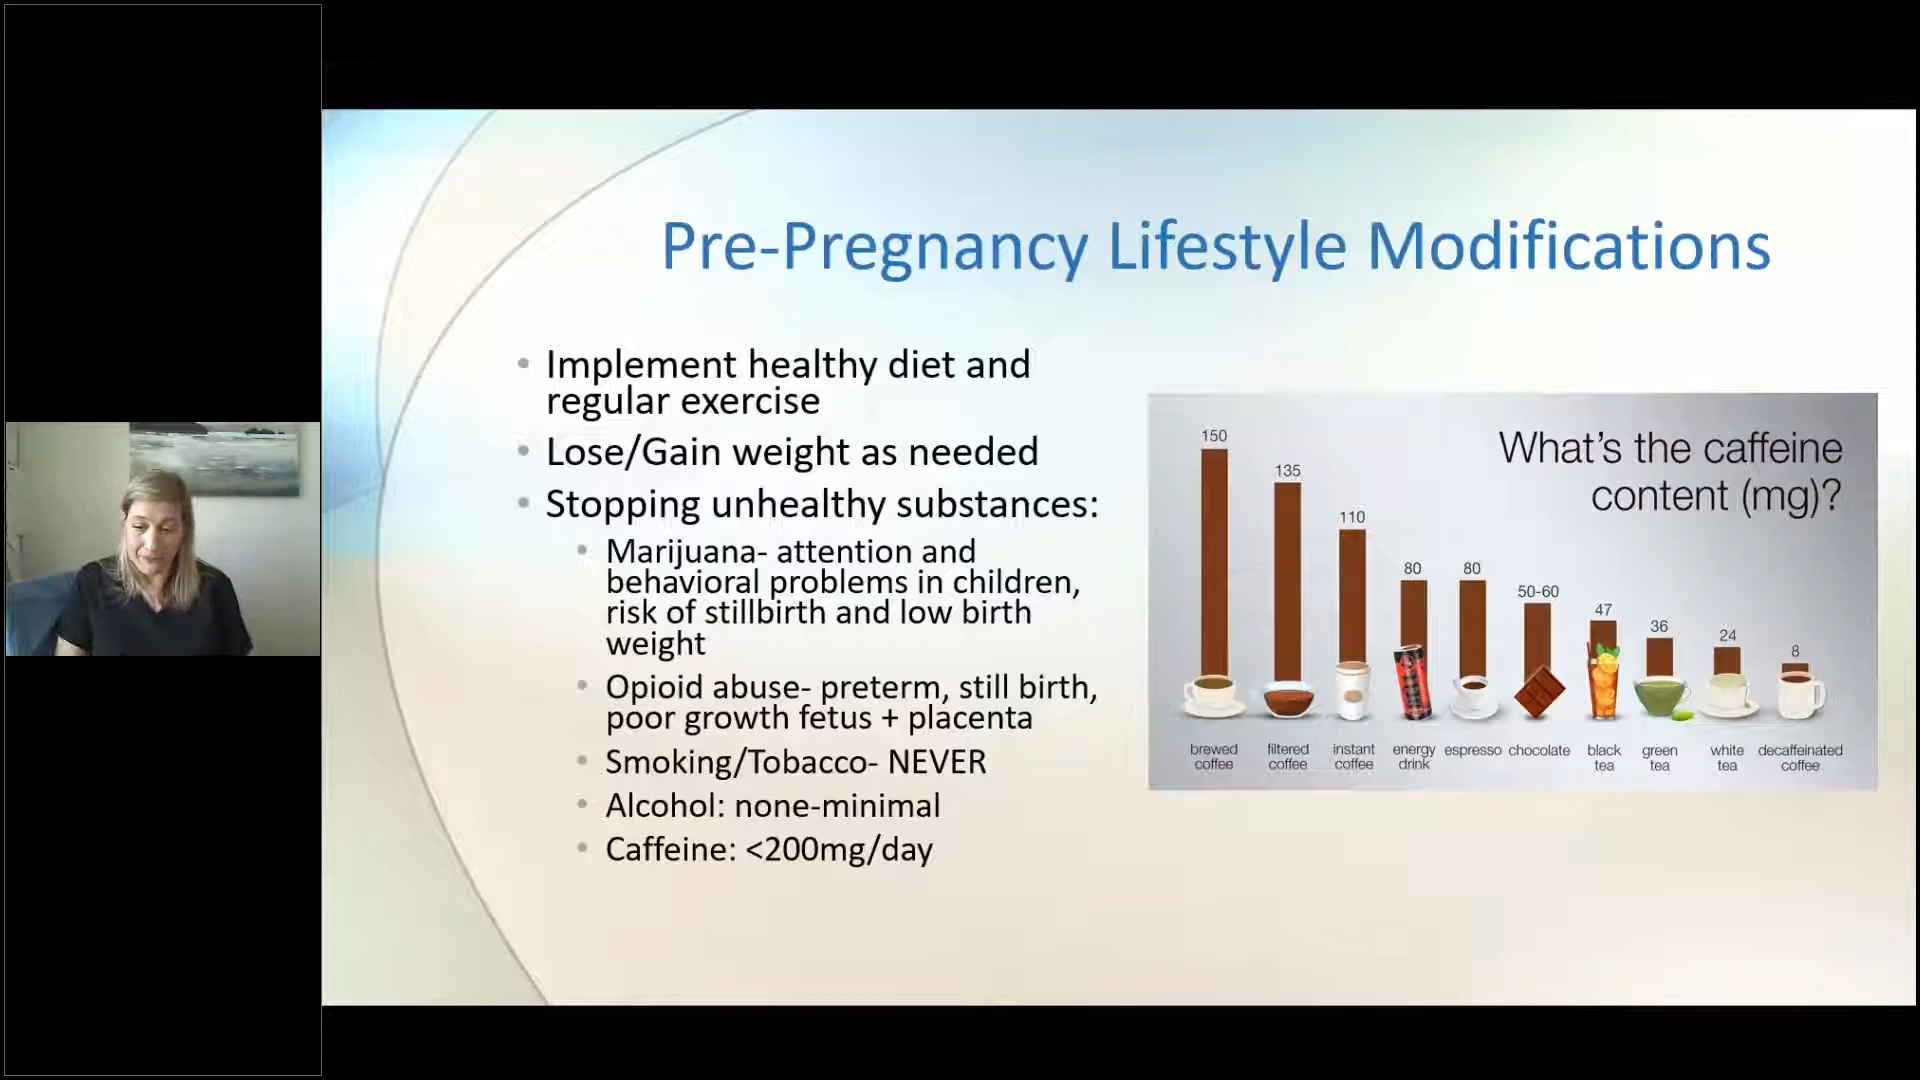 Pre-Pregnancy Lifestyle Modifications
• Implement healthy diet and
regular exercise
• Lose/Gain weight as needed
• Stopping unhealthy substances:
• Marijuana- attention and
behavioral problems in children,
risk of stillbirth and low birth
weight
• Opioid abuse- preterm, still birth,
poor growth fetus + placenta
• Smoking/Tobacco- NEVER
• Alcohol: none-minimal
• Caffeine: <200mg/day
What's the caffeine
content (mg)?
150
135
110
80
80
50-60
47
36
24
8
brewed
coffee
filtered
coffee
instant
coffee
energy
drink
espresso
chocolate
black
tea
green
tea
white
tea
decaffeinated
coffee